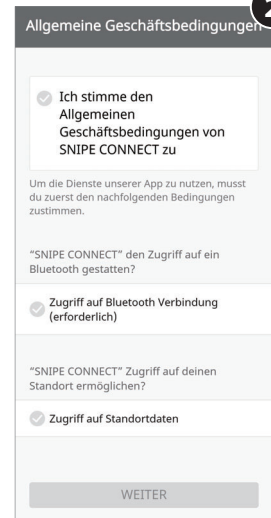 Allgemeine Geschäftsbedingungen
2
Ich stimme den
Allgemeinen
Geschäftsbedingungen von
SNIPE CONNECT zu
Um die Dienste unserer App zu nutzen, musst
du zuerst den nachfolgenden Bedingungen
zustimmen.
"SNIPE CONNECT" den Zugriff auf ein
Bluetooth gestatten?
Zugriff auf Bluetooth Verbindung
(erforderlich)
"SNIPE CONNECT" Zugriff auf deinen
Standort ermöglichen?
Zugriff auf Standortdaten
WEITER